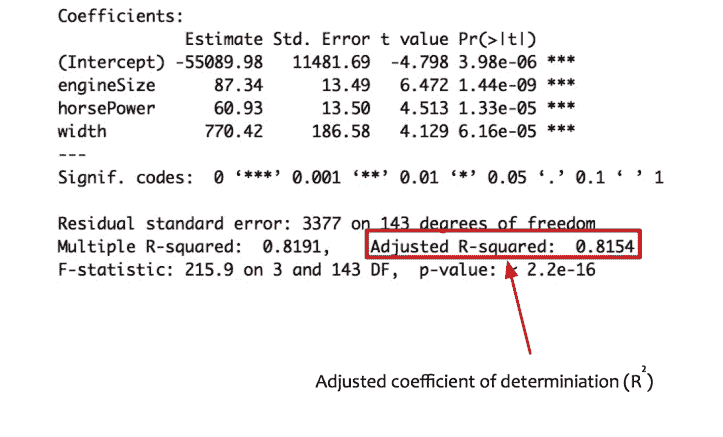 Coefficients:
Estimate Std. Error t value Pr(>|t|)
(Intercept) -55089.98 11481.69 -4.798 3.98e-06 ***
engineSize 87.34 13.49 6.472 1.44e-09 ***
horsePower 60.93 13.50 4.513 1.33e-05 ***
width 770.42 186.58 4.129 6.16e-05 ***
---
Signif. codes: 0 ‘***’ 0.001 ‘**’ 0.01 ‘*’ 0.05 ‘.’ 0.1 ‘ ’ 1
Residual standard error: 3377 on 143 degrees of freedom
Multiple R-squared: 0.8191, Adjusted R-squared: 0.8154
F-statistic: 215.9 on 3 and 143 DF, p-value: < 2.2e-16
Adjusted coefficient of determiniation (R²)